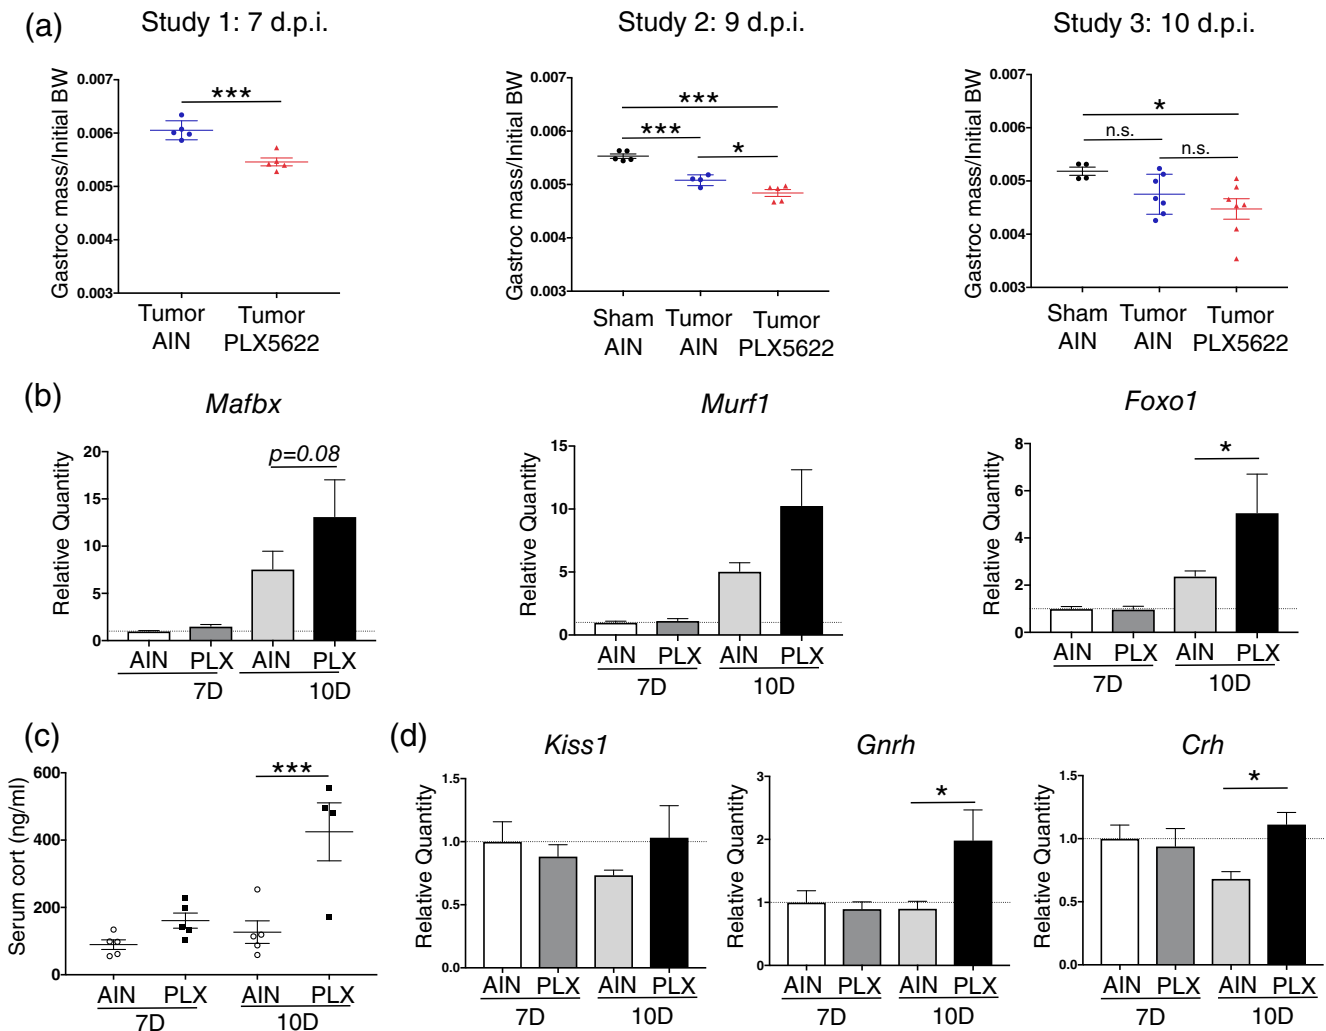 (a)
Study 1: 7 d.p.i.
Study 2: 9 d.p.i.
Study 3: 10 d.p.i.
Gastroc mass/Initial BW
0.007
0.006
0.005
0.004
0.003
***
Tumor AIN
Tumor PLX5622
Gastroc mass/Initial BW
0.007
0.006
0.005
0.004
0.003
***
***
*
Sham AIN
Tumor AIN
Tumor PLX5622
Gastroc mass/Initial BW
0.007
0.006
0.005
0.004
0.003
*
n.s.
n.s.
Sham AIN
Tumor AIN
Tumor PLX5622
(b)
Mafbx
Relative Quantity
20
15
10
5
0
p=0.08
AIN PLX AIN PLX
7D 10D
Murf1
Relative Quantity
15
10
5
0
AIN PLX AIN PLX
7D 10D
Foxo1
Relative Quantity
8
6
4
2
0
*
AIN PLX AIN PLX
7D 10D
(c)
Serum cort (ng/ml)
600
400
200
0
***
AIN PLX AIN PLX
7D 10D
(d)
Kiss1
Relative Quantity
1.5
1.0
0.5
0.0
AIN PLX AIN PLX
7D 10D
Gnrh
Relative Quantity
3
2
1
0
*
AIN PLX AIN PLX
7D 10D
Crh
Relative Quantity
1.5
1.0
0.5
0.0
*
AIN PLX AIN PLX
7D 10D